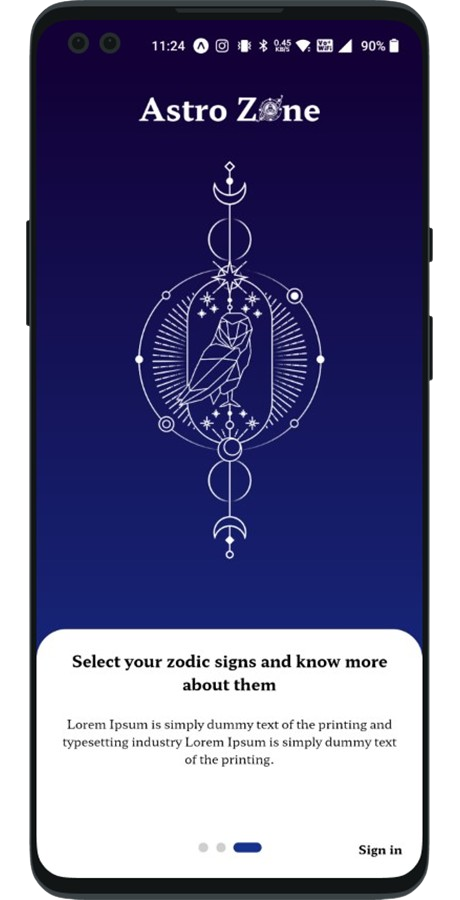 11:24 0.45 KB/S Vo+ WiFi 90%
Astro Zone
Select your zodic signs and know more
about them
Lorem Ipsum is simply dummy text of the printing and
typesetting industry Lorem Ipsum is simply dummy text
of the printing.
Sign in